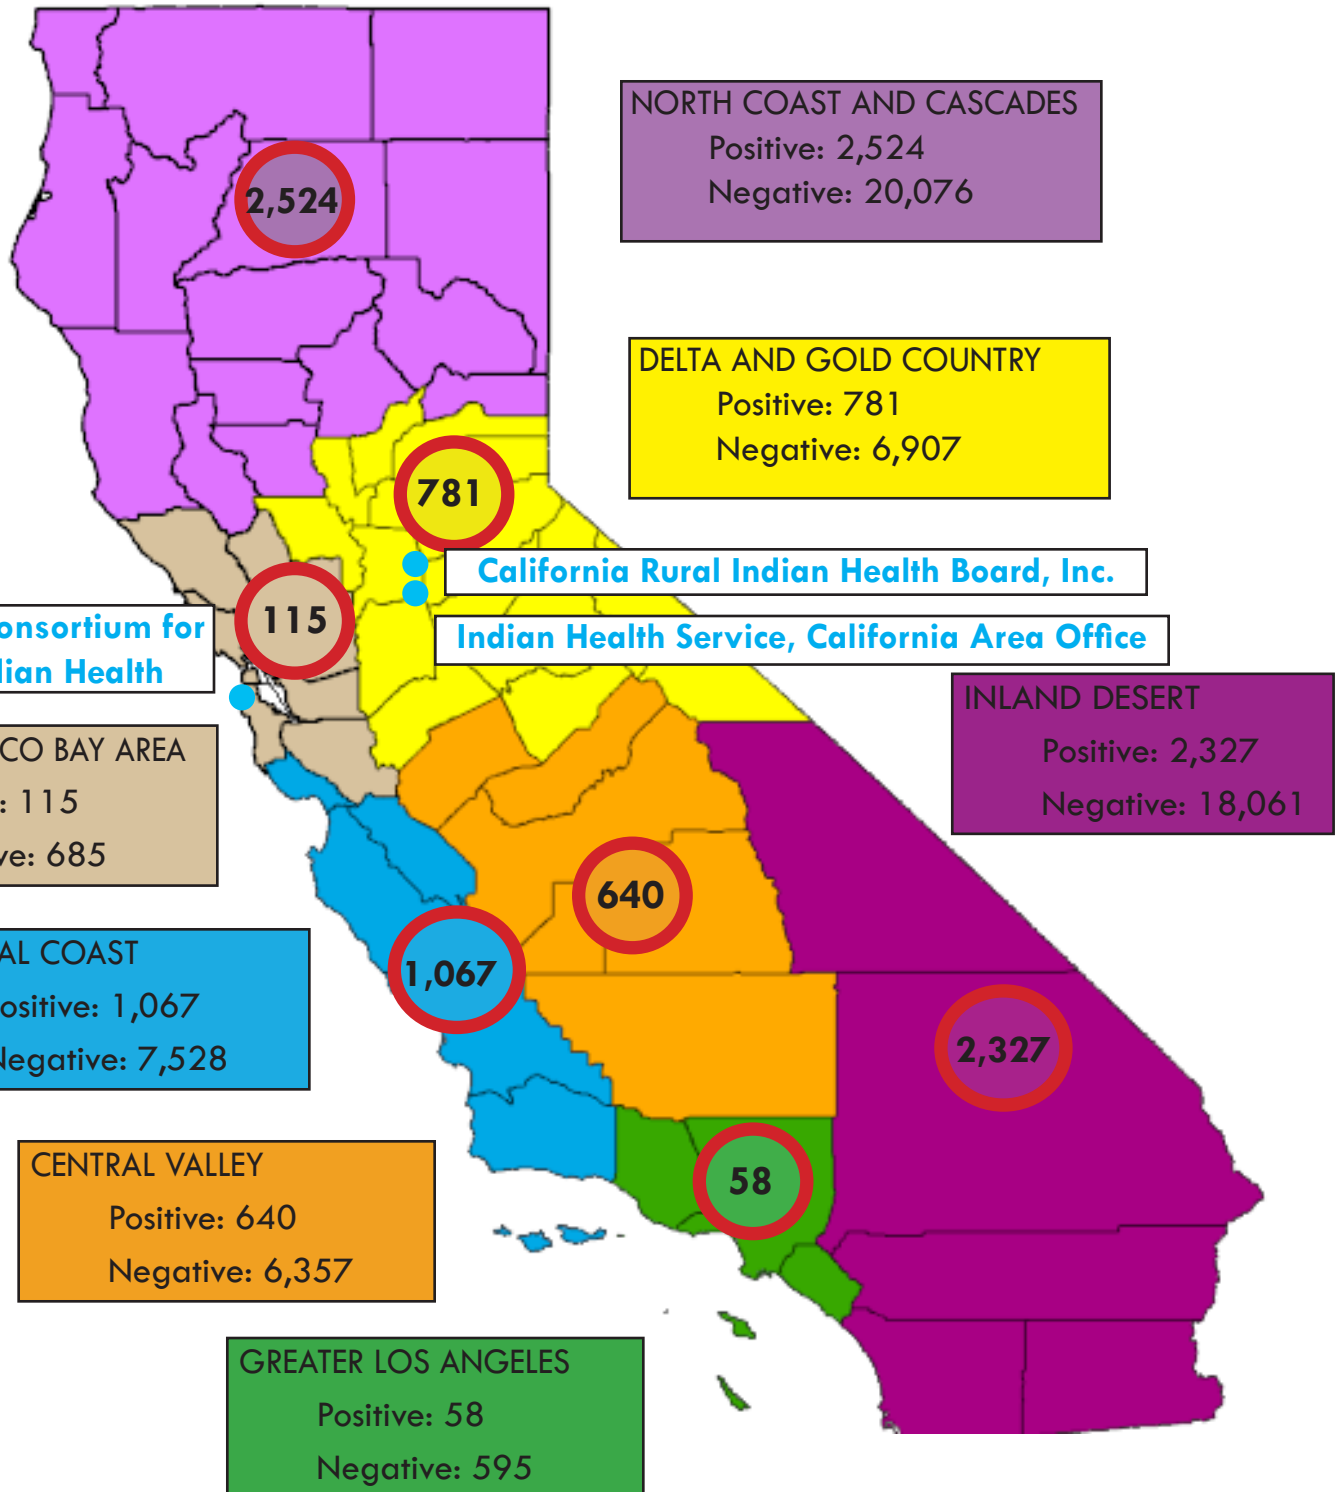 NORTH COAST AND CASCADES
Positive: 2,524
Negative: 20,076
2,524
DELTA AND GOLD COUNTRY
Positive: 781
Negative: 6,907
781
California Rural Indian Health Board, Inc.
115
onsortium for
dian Health
Indian Health Service, California Area Office
INLAND DESERT
Positive: 2,327
Negative: 18,061
CO BAY AREA
: 115
ve: 685
640
AL COAST
ositive: 1,067
Negative: 7,528
1,067
2,327
CENTRAL VALLEY
Positive: 640
Negative: 6,357
58
GREATER LOS ANGELES
Positive: 58
Negative: 595